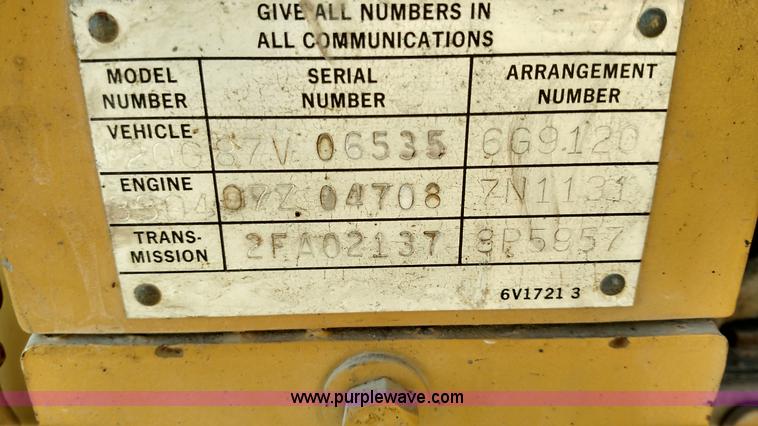 GIVE ALL NUMBERS IN
ALL COMMUNICATIONS
MODEL NUMBER SERIAL NUMBER ARRANGEMENT NUMBER
VEHICLE 120G 87V 06535 6G9120
ENGINE 07Z 04708 7N1131
TRANS-MISSION 2FA02137 8P5957
6V1721 3
www.purplewave.com